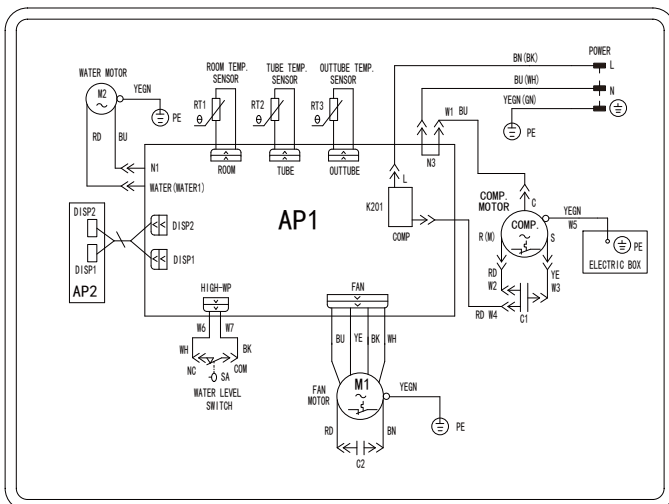 POWER
BN(BK)
L
BU(WH)
N
YEGN(GN)
PE
ROOM TEMP. SENSOR
TUBE TEMP. SENSOR
OUTTUBE TEMP. SENSOR
RT1
θ
RT2
θ
RT3
θ
ROOM
TUBE
OUTTUBE
WATER MOTOR
M2
YEGN
PE
RD
BU
N1
WATER(WATER1)
W1
BU
N3
L
K201
COMP
AP1
DISP2
DISP1
AP2
DISP2
DISP1
COMP. MOTOR
C
COMP.
R(M)
S
YEGN
W5
PE
ELECTRIC BOX
RD
W2
YE
W3
C1
RD W4
HIGH-WP
W6
W7
WH
BK
NC
COM
SA
WATER LEVEL SWITCH
FAN
BU
YE
BK
WH
M1
FAN MOTOR
YEGN
PE
RD
BN
C2